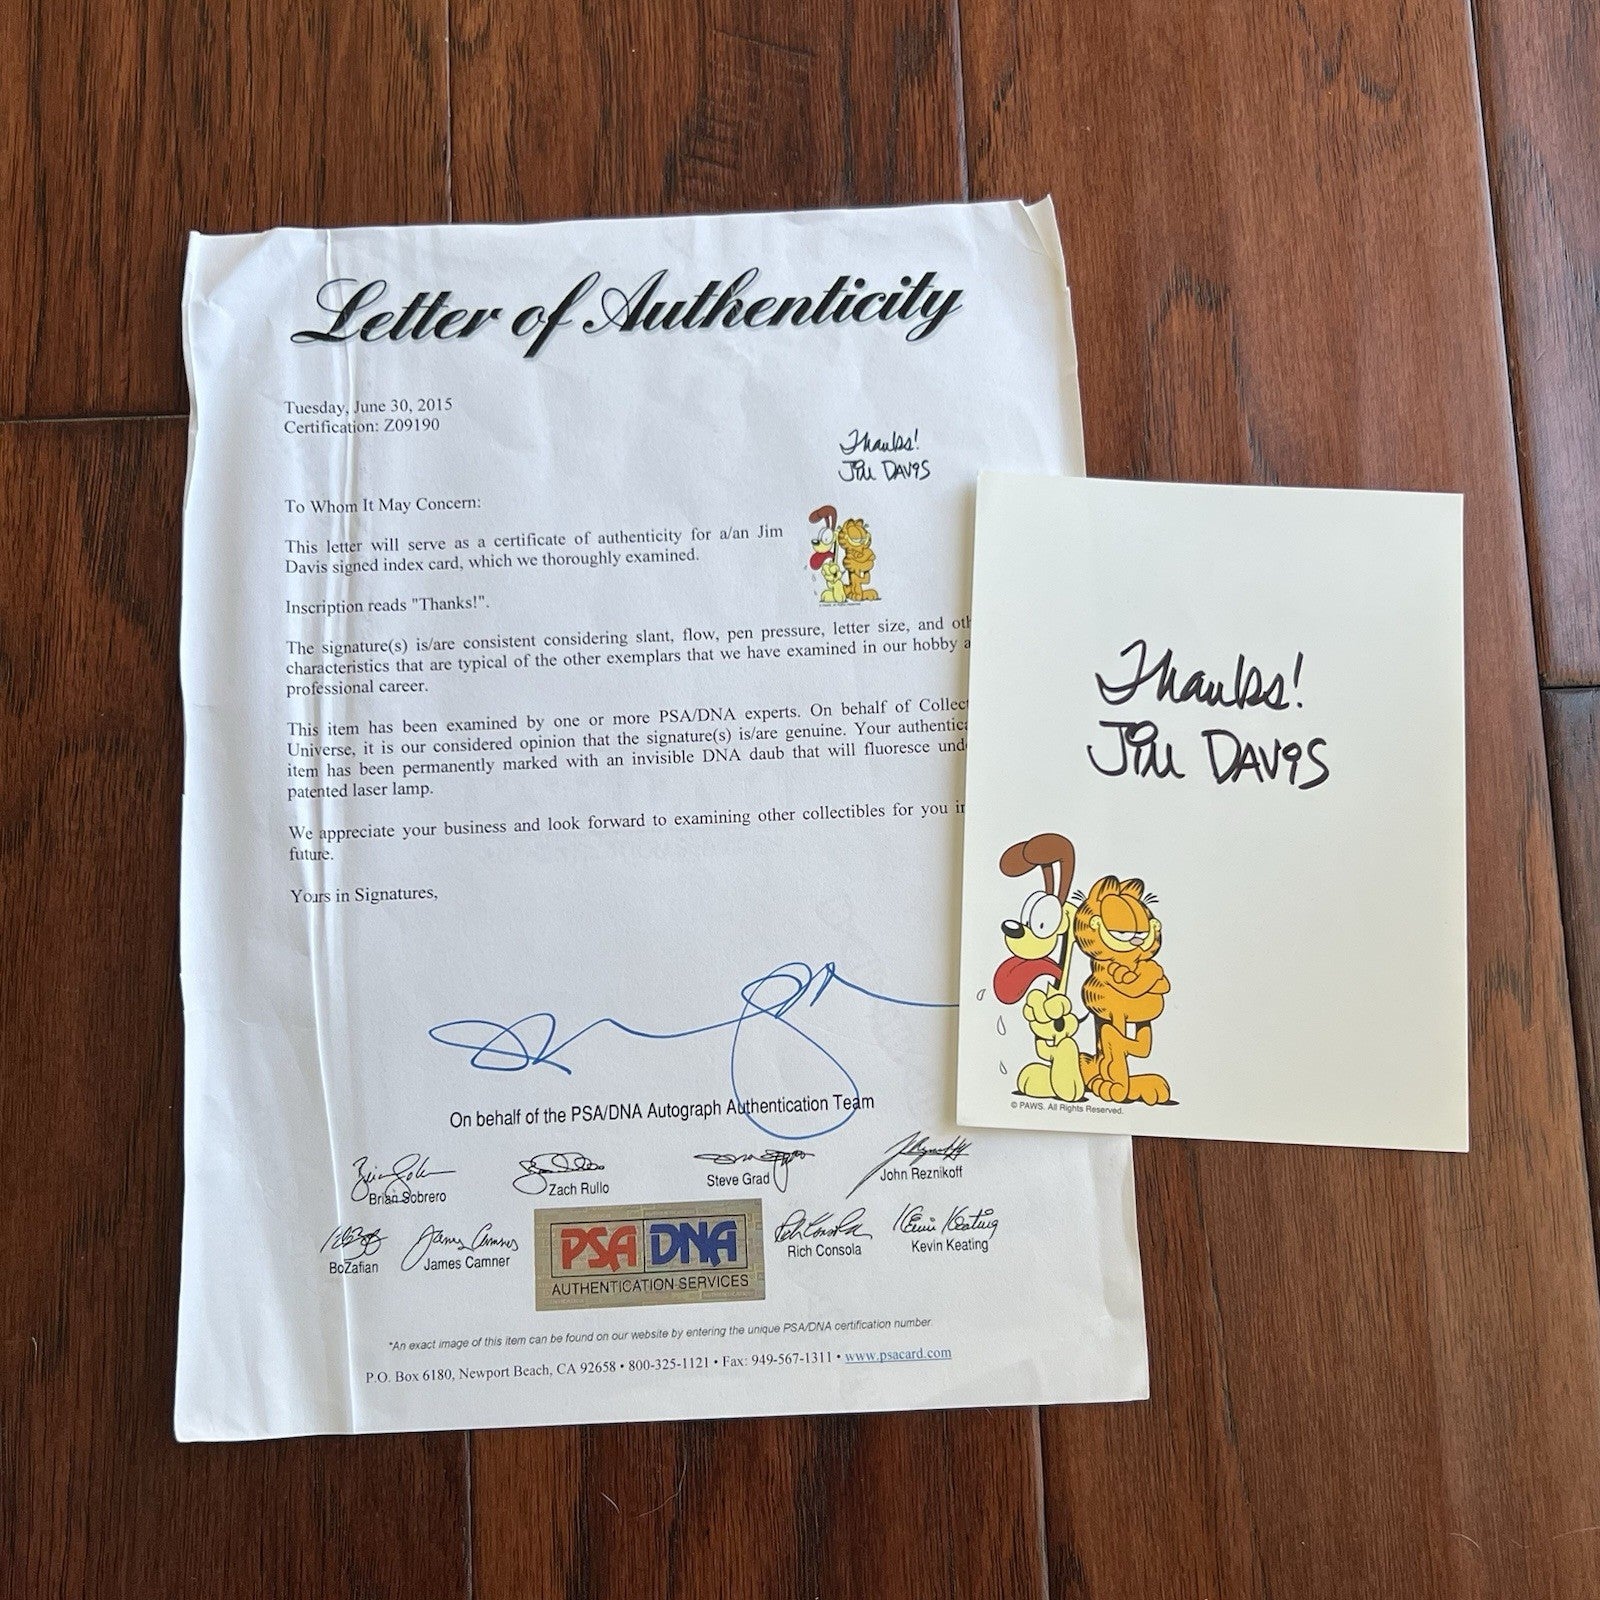 Letter of Authenticity
Tuesday, June 30, 2015
Certification: Z09190
Thanks!
Jim Davis
To Whom It May Concern:
This letter will serve as a certificate of authenticity for a/an Jim
Davis signed index card, which we thoroughly examined.
Inscription reads "Thanks!".
The signature(s) is/are consistent considering slant, flow, pen pressure, letter size, and
characteristics that are typical of the other exemplars that we have examined in our hobby
professional career.
This item has been examined by one or more PSA/DNA experts. On behalf of
Universe, it is our considered opinion that the signature(s) is/are genuine. Your
item has been permanently marked with an invisible DNA daub that will fluoresce
patented laser lamp.
We appreciate your business and look forward to examining other collectibles for you
future.
Yours in Signatures,
On behalf of the PSA/DNA Autograph Authentication Team
Brian Sobrero
Zach Rullo
Steve Grad
John Reznikoff
Bo Zafian
James Camner
PSA DNA
AUTHENTICATION SERVICES
Rich Consola
Kevin Keating
*An exact image of this item can be found on our website by entering the unique PSA/DNA certification number.
P.O. Box 6180, Newport Beach, CA 92658 • 800-325-1121 • Fax: 949-567-1311 • www.psacard.com
Thanks!
Jim Davis
© PAWS. All Rights Reserved.